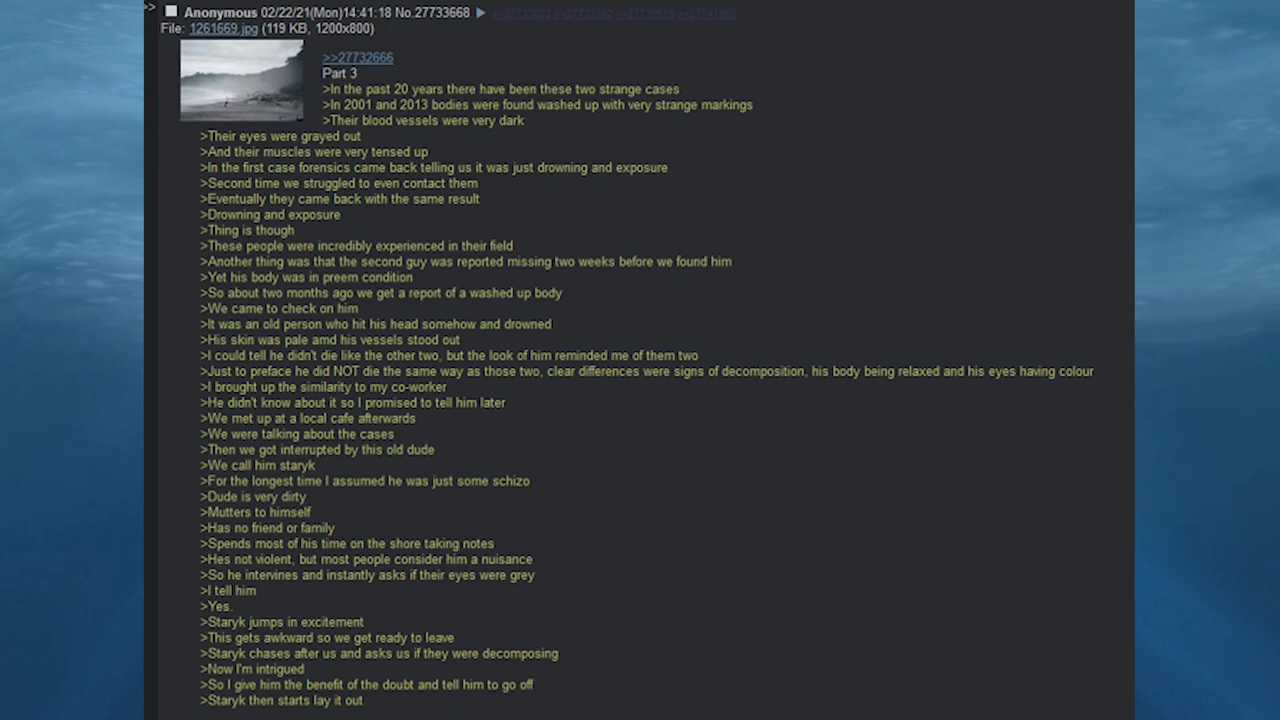 >>
Anonymous 02/22/21(Mon)14:41:18 No.27733668
File: 1261669.jpg (119 KB, 1200x800)
>>27732666
Part 3
>In the past 20 years there have been these two strange cases
>In 2001 and 2013 bodies were found washed up with very strange markings
>Their blood vessels were very dark
>Their eyes were grayed out
>And their muscles were very tensed up
>In the first case forensics came back telling us it was just drowning and exposure
>Second time we struggled to even contact them
>Eventually they came back with the same result
>Drowning and exposure
>Thing is though
>These people were incredibly experienced in their field
>Another thing was that the second guy was reported missing two weeks before we found him
>Yet his body was in preem condition
>So about two months ago we get a report of a washed up body
>We came to check on him
>It was an old person who hit his head somehow and drowned
>His skin was pale amd his vessels stood out
>I could tell he didn't die like the other two, but the look of him reminded me of them two
>Just to preface he did NOT die the same way as those two, clear differences were signs of decomposition, his body being relaxed and his eyes having colour
>I brought up the similarity to my co-worker
>He didn't know about it so I promised to tell him later
>We met up at a local cafe afterwards
>We were talking about the cases
>Then we got interrupted by this old dude
>We call him staryk
>For the longest time I assumed he was just some schizo
>Dude is very dirty
>Mutters to himself
>Has no friend or family
>Spends most of his time on the shore taking notes
>Hes not violent, but most people consider him a nuisance
>So he intervines and instantly asks if their eyes were grey
>I tell him
>Yes.
>Staryk jumps in excitement
>This gets awkward so we get ready to leave
>Staryk chases after us and asks us if they were decomposing
>Now I'm intrigued
>So I give him the benefit of the doubt and tell him to go off
>Staryk then starts lay it out